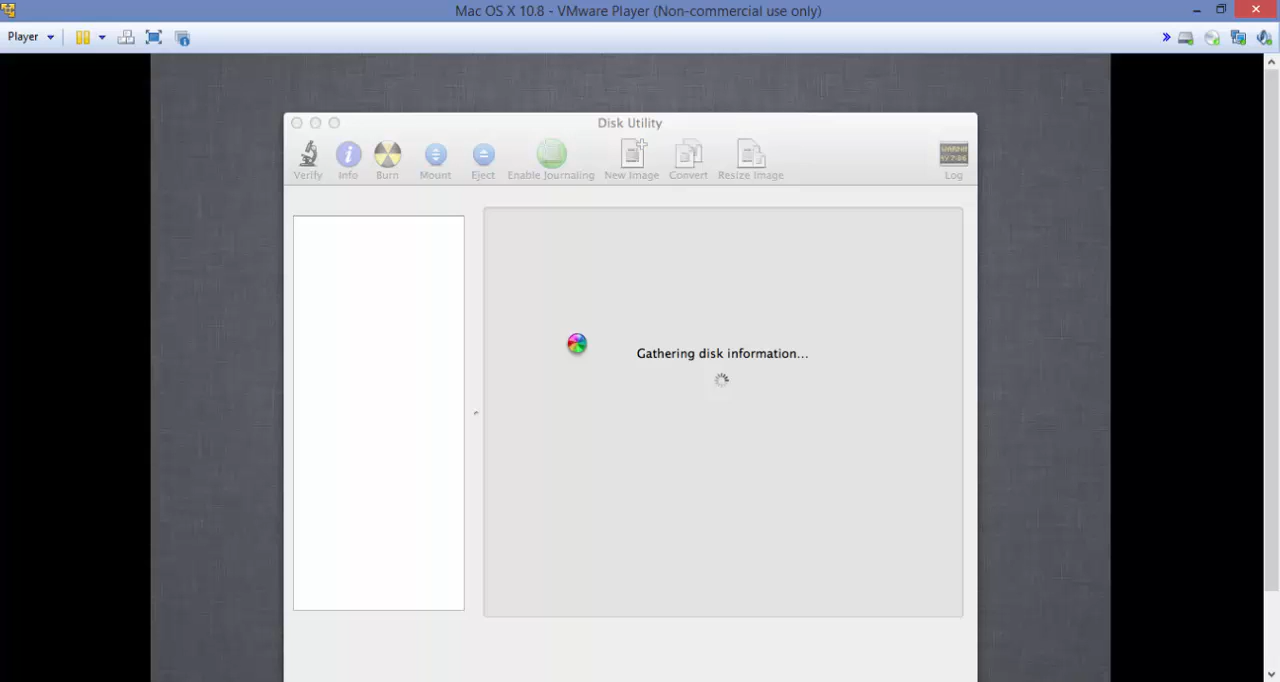 Mac OS X 10.8 - VMware Player (Non-commercial use only)
Player
Disk Utility
Verify Info Burn Mount Eject Enable Journaling New Image Convert Resize Image Log
Gathering disk information...